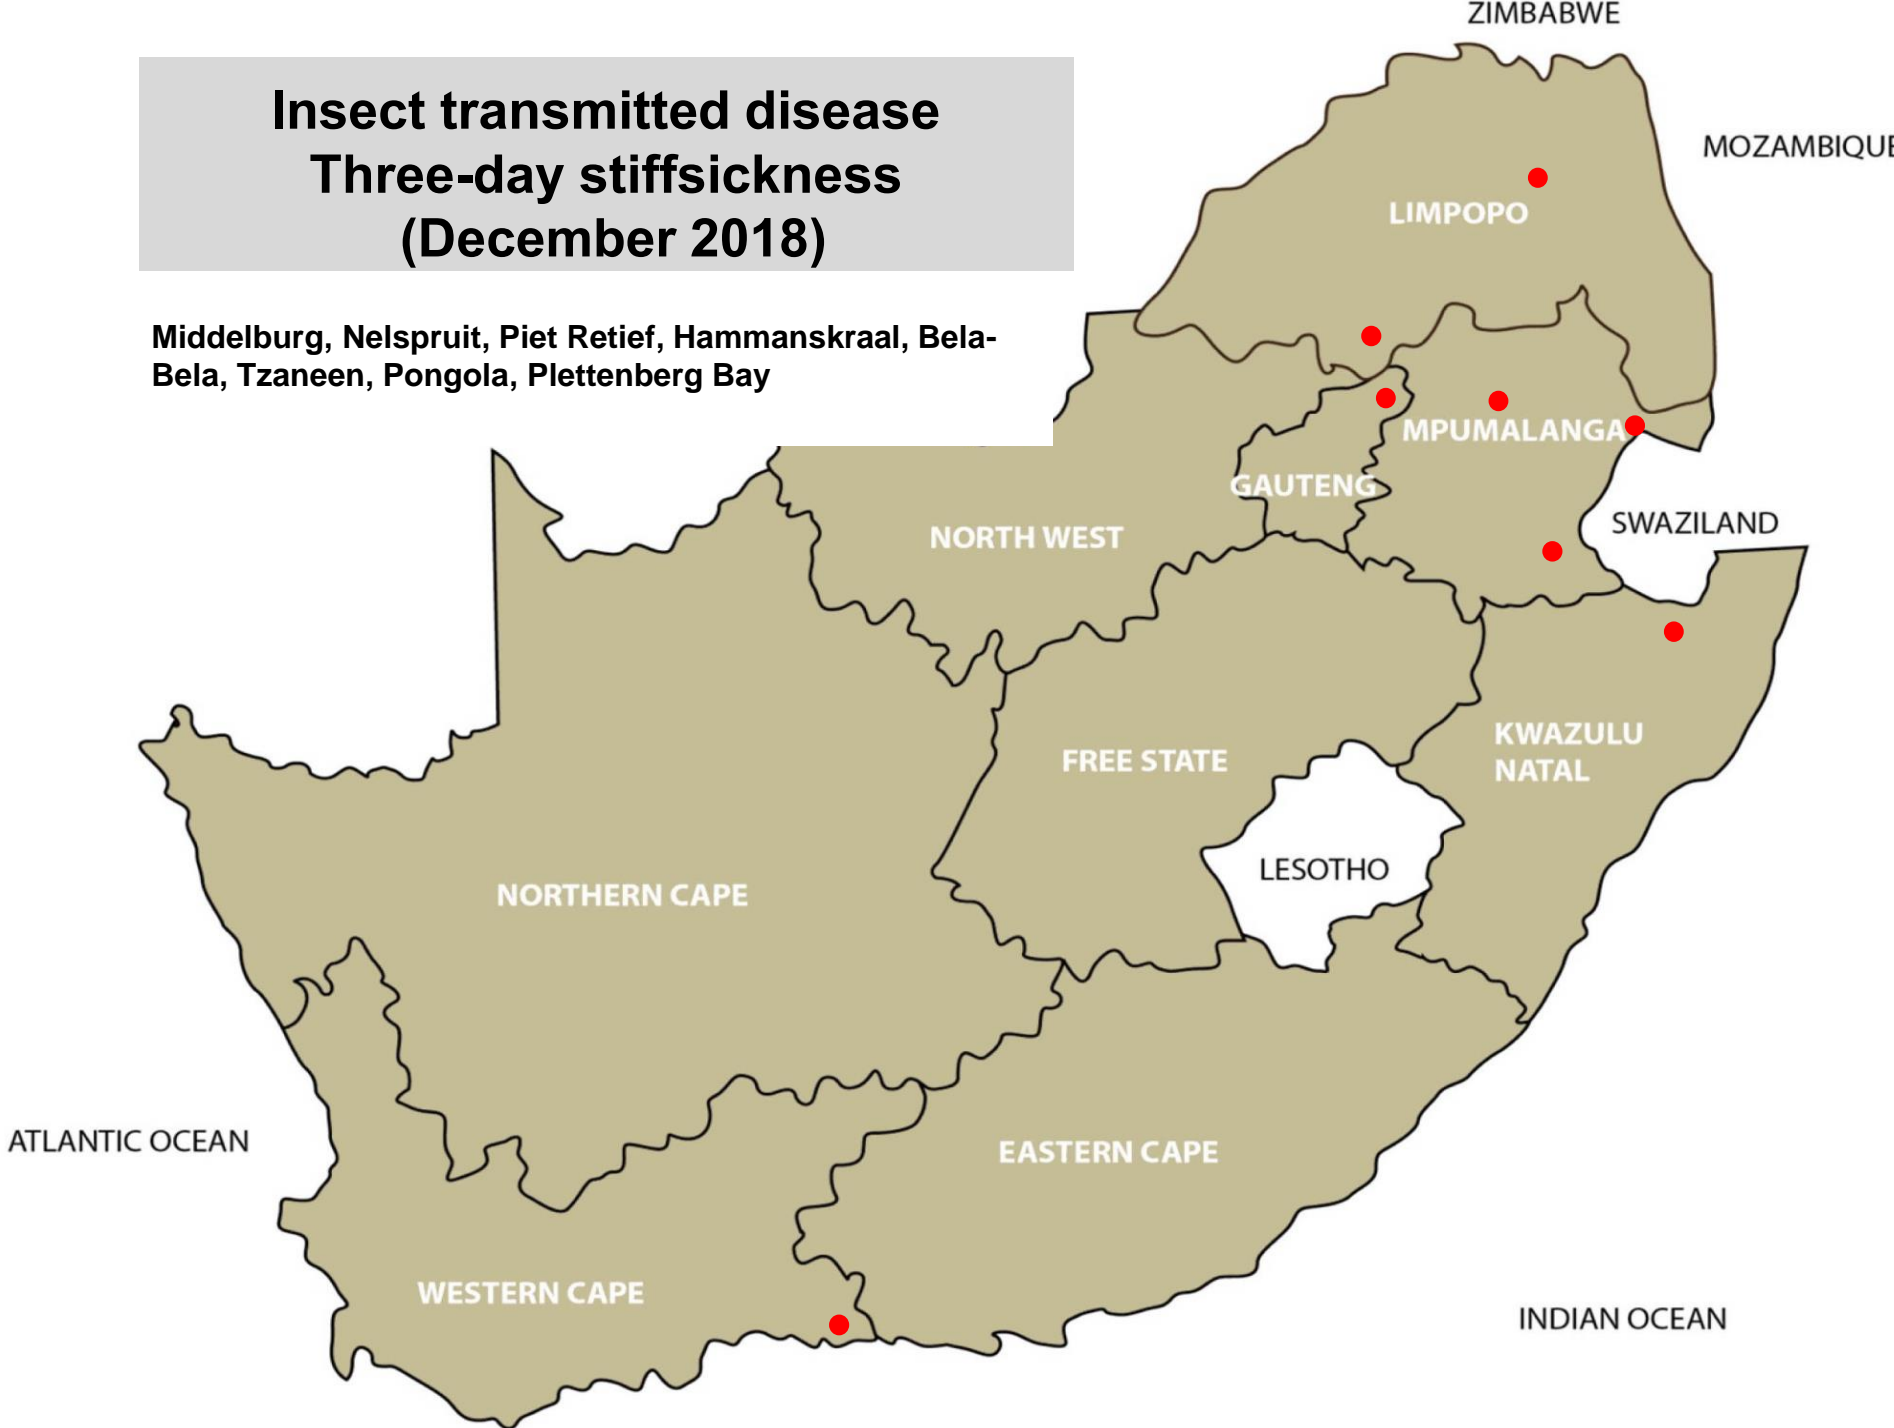 ZIMBABWE
Insect transmitted disease
Three-day stiffsickness
(December 2018)
MOZAMBIQUE
LIMPOPO
Middelburg, Nelspruit, Piet Retief, Hammanskraal, Bela-
Bela, Tzaneen, Pongola, Plettenberg Bay
MPUMALANGA
GAUTENG
SWAZILAND
NORTH WEST
KWAZULU
NATAL
FREE STATE
LESOTHO
NORTHERN CAPE
ATLANTIC OCEAN
EASTERN CAPE
WESTERN CAPE
INDIAN OCEAN